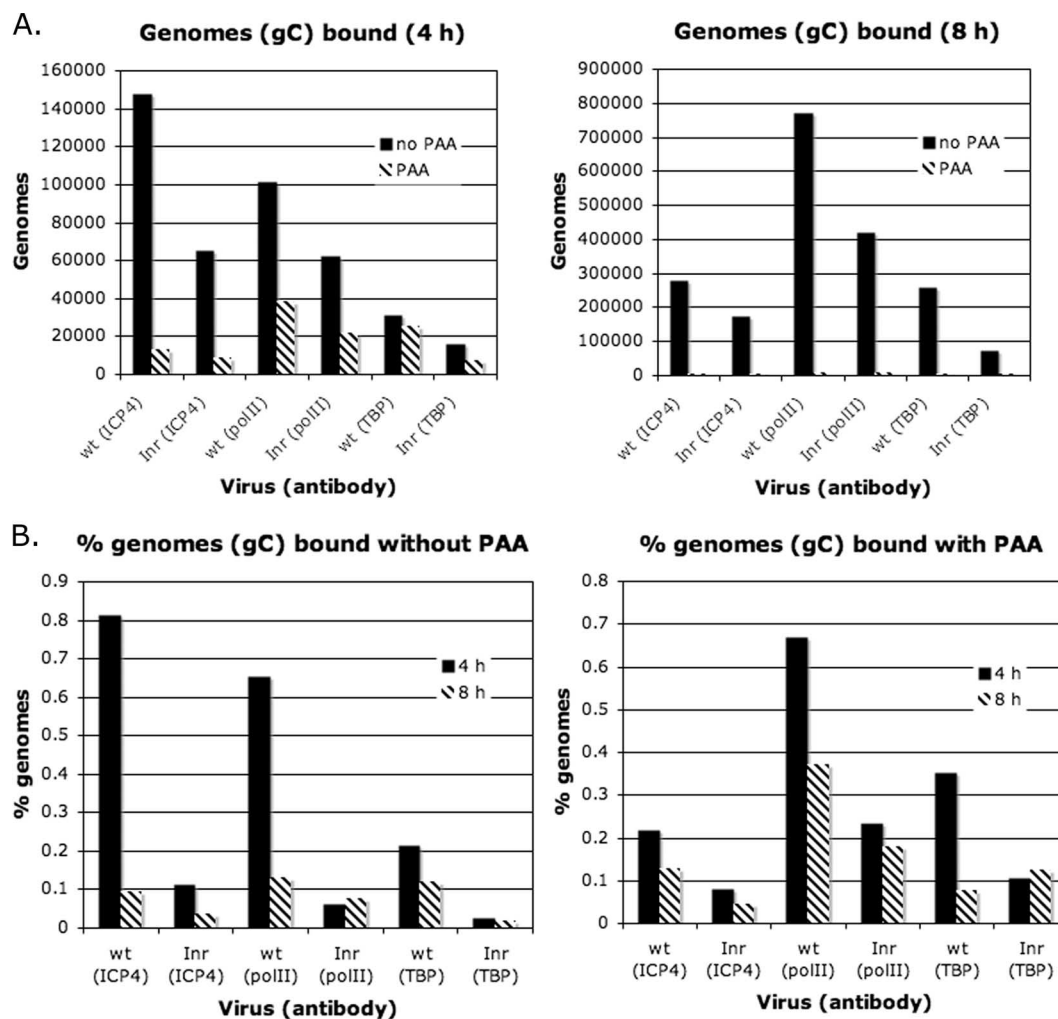 A.
Genomes (gC) bound (4 h)
160000
140000
120000
100000
80000
60000
40000
20000
0
Genomes
no PAA
PAA
wt (ICP4)
Inr (ICP4)
wt (polII)
Inr (polII)
wt (TBP)
Inr (TBP)
Virus (antibody)
Genomes (gC) bound (8 h)
900000
800000
700000
600000
500000
400000
300000
200000
100000
0
Genomes
no PAA
PAA
wt (ICP4)
Inr (ICP4)
wt (polII)
Inr (polII)
wt (TBP)
Inr (TBP)
Virus (antibody)
B.
% genomes (gC) bound without PAA
0.9
0.8
0.7
0.6
0.5
0.4
0.3
0.2
0.1
0
% genomes
4 h
8 h
wt Inr wt Inr wt Inr
(ICP4) (ICP4) (polII) (polII) (TBP) (TBP)
Virus (antibody)
% genomes (gC) bound with PAA
0.8
0.7
0.6
0.5
0.4
0.3
0.2
0.1
0
% genomes
4 h
8 h
wt Inr wt Inr wt Inr
(ICP4) (ICP4) (polII) (polII) (TBP) (TBP)
Virus (antibody)